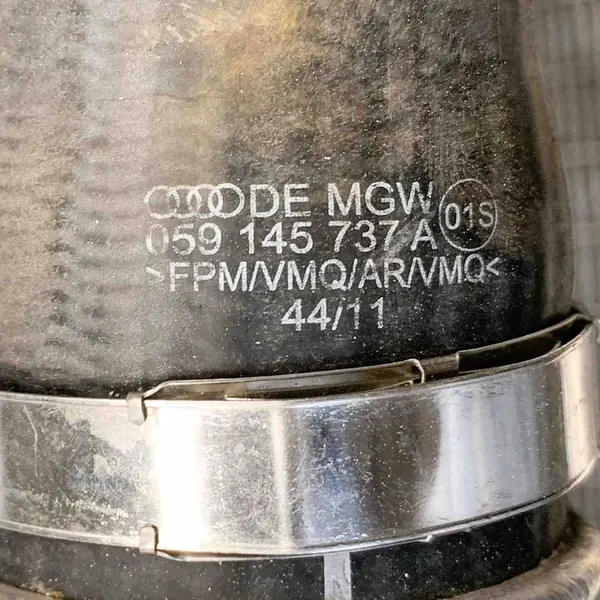 DE MGW
01S
059 145 737 A
>FPM/VMQ/AR/VMQ<
44/11